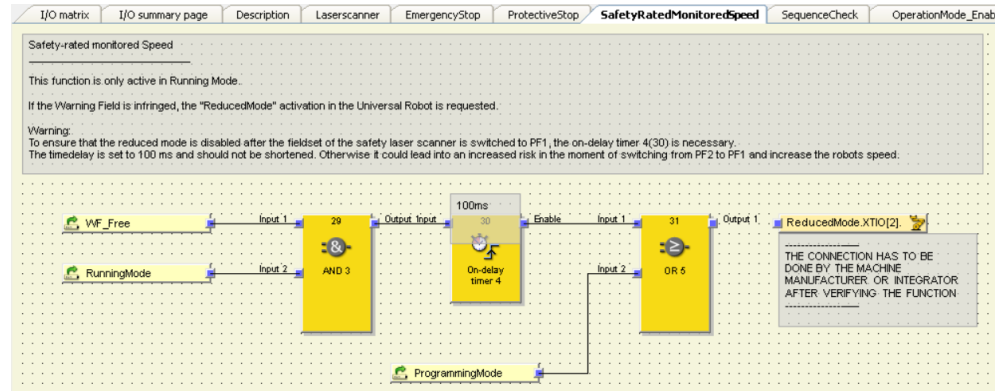 I/O matrix
I/O summary page
Description
Laserscanner
EmergencyStop
ProtectiveStop
SafetyRatedMonitoredSpeed
SequenceCheck
OperationMode_Enab
Safety-rated monitored Speed
This function is only active in Running Mode.
If the Warning Field is infringed, the "ReducedMode" activation in the Universal Robot is requested.
Warning:
To ensure that the reduced mode is disabled after the fieldset of the safety laser scanner is switched to PF1, the on-delay timer 4(30) is necessary.
The timedelay is set to 100 ms and should not be shortened. Otherwise it could lead into an increased risk in the moment of switching from PF2 to PF1 and increase the robots speed.
100ms
WF_Free
Input 1
29
Output 1
Input
30
Enable
Input 1
31
Output 1
ReducedMode.XTIO[2].
RunningMode
Input 2
AND 3
On-delay
timer 4
Input 2
OR 5
THE CONNECTION HAS TO BE
DONE BY THE MACHINE
MANUFACTURER OR INTEGRATOR
AFTER VERIFYING THE FUNCTION
ProgrammingMode